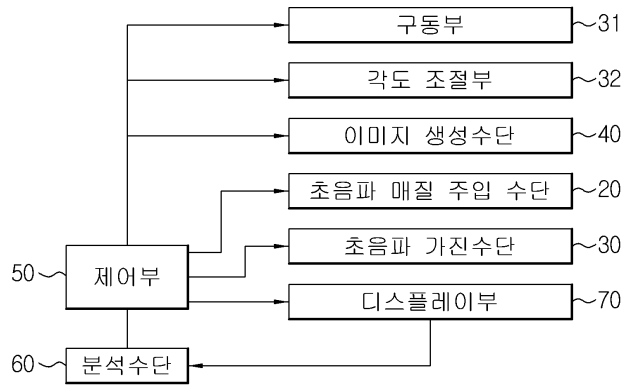 구동부 31
각도 조절부 32
이미지 생성수단 40
초음파 매질 주입 수단 20
초음파 가진수단 30
50 제어부
디스플레이부 70
60 분석수단